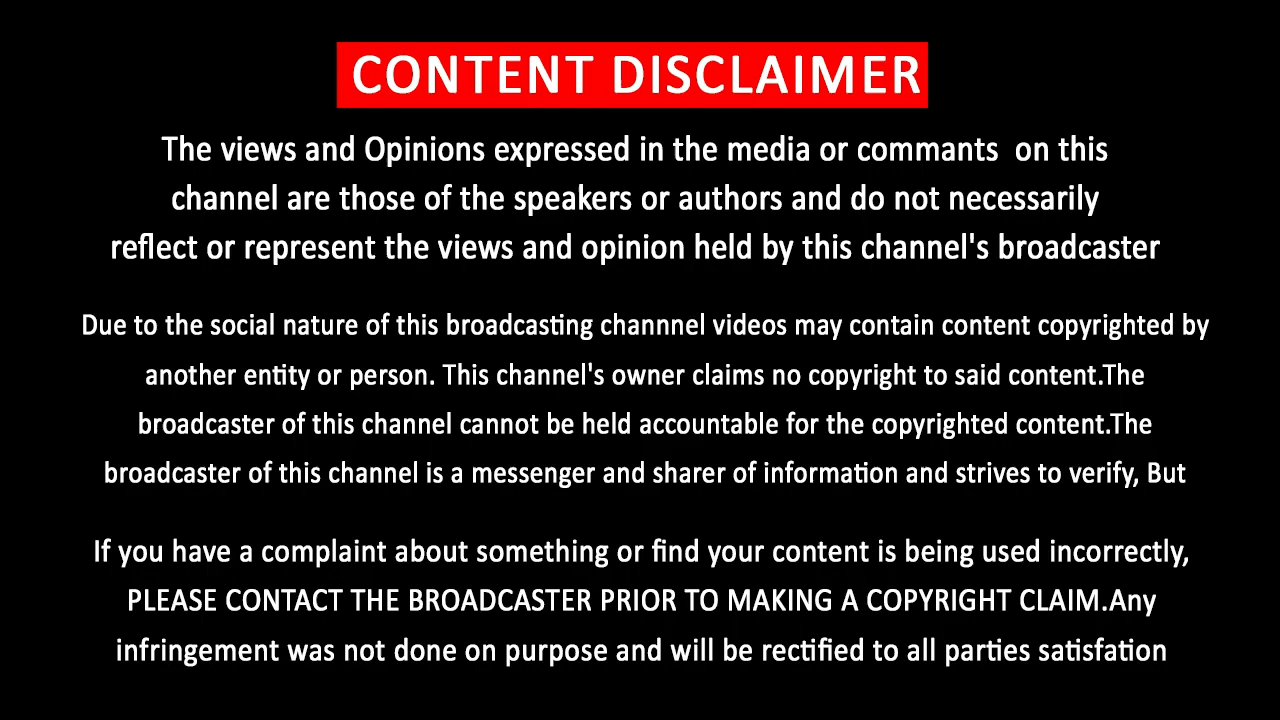 CONTENT DISCLAIMER
The views and Opinions expressed in the media or commants on this
channel are those of the speakers or authors and do not necessarily
reflect or represent the views and opinion held by this channel's broadcaster
Due to the social nature of this broadcasting channnel videos may contain content copyrighted by
another entity or person. This channel's owner claims no copyright to said content.The
broadcaster of this channel cannot be held accountable for the copyrighted content.The
broadcaster of this channel is a messenger and sharer of information and strives to verify, But
If you have a complaint about something or find your content is being used incorrectly,
PLEASE CONTACT THE BROADCASTER PRIOR TO MAKING A COPYRIGHT CLAIM.Any
infringement was not done on purpose and will be rectified to all parties satisfation